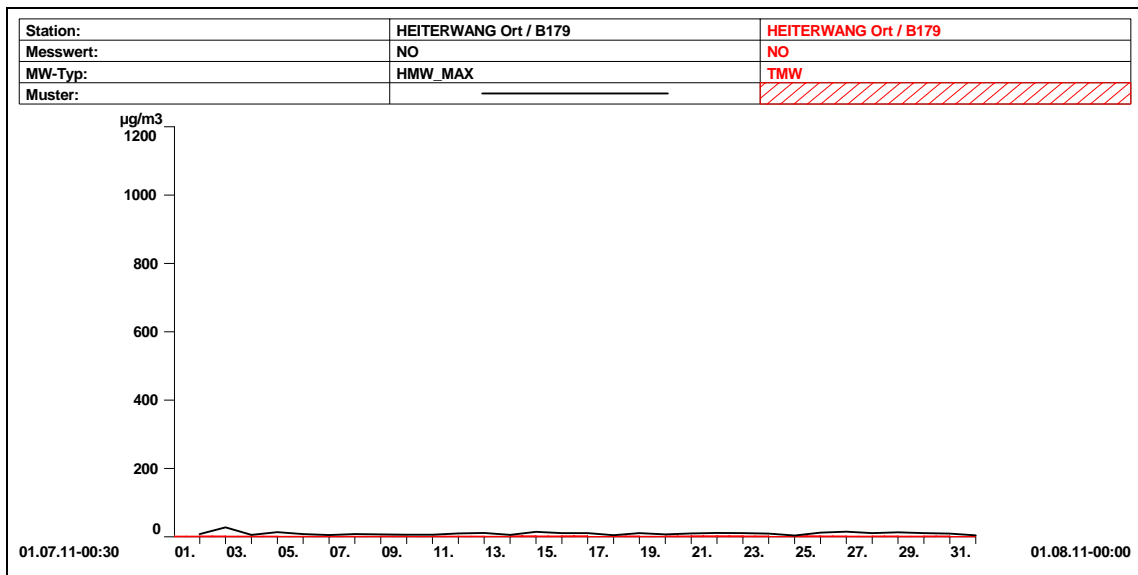 Station: HEITERWANG Ort / B179 HEITERWANG Ort / B179
Messwert: NO NO
MW-Typ: HMW_MAX TMW
Muster:
µg/m3
1200
1000
800
600
400
200
0
01.07.11-00:30 01. 03. 05. 07. 09. 11. 13. 15. 17. 19. 21. 23. 25. 27. 29. 31. 01.08.11-00:00